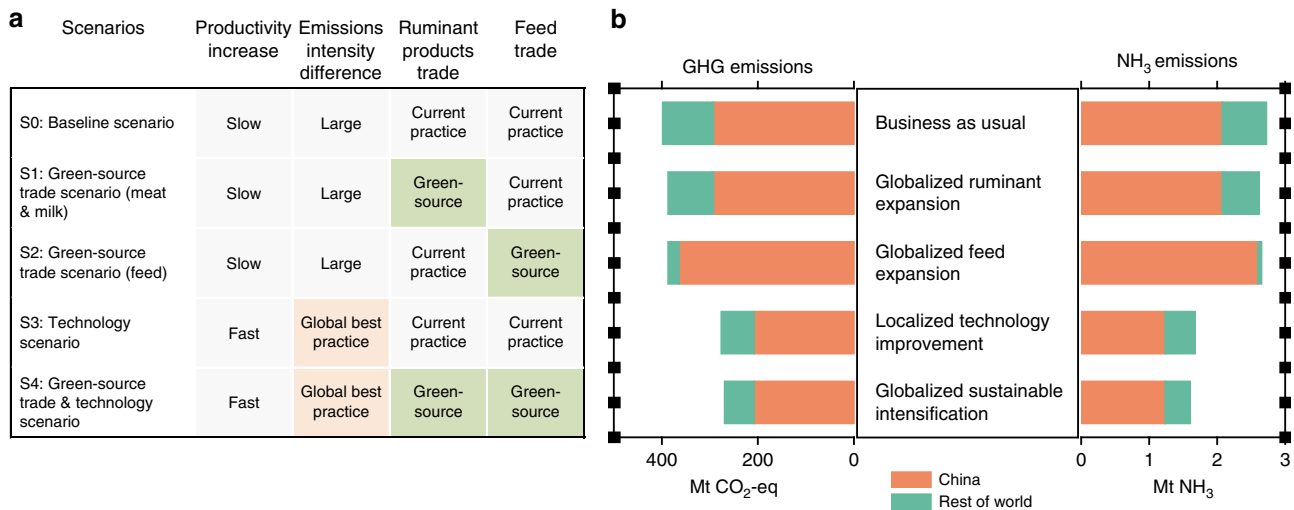 a
Scenarios
Productivity
increase
Emissions
intensity
difference
Ruminant
products
trade
Feed
trade
S0: Baseline scenario
Slow
Large
Current
practice
Current
practice
S1: Green-source
trade scenario (meat
& milk)
Slow
Large
Green-
source
Current
practice
S2: Green-source
trade scenario (feed)
Slow
Large
Current
practice
Green-
source
S3: Technology
scenario
Fast
Global best
practice
Current
practice
Current
practice
S4: Green-source
trade & technology
scenario
Fast
Global best
practice
Green-
source
Green-
source
b
GHG emissions
NH3 emissions
Business as usual
Globalized ruminant
expansion
Globalized feed
expansion
Localized technology
improvement
Globalized sustainable
intensification
400 200 0
Mt CO2-eq
0 1 2 3
Mt NH3
China
Rest of world